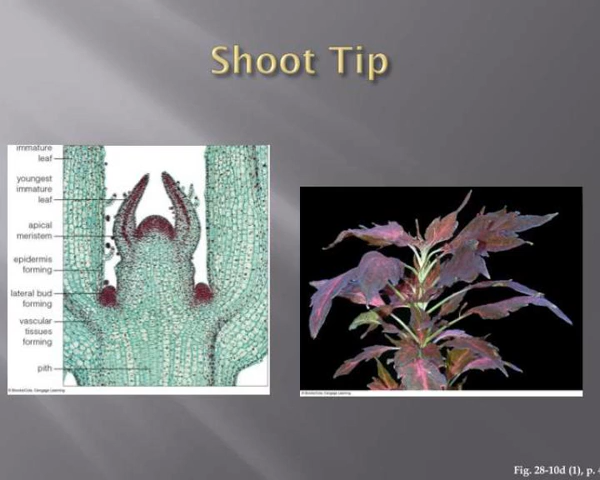 Shoot Tip
immature
leaf
youngest
immature
leaf
apical
meristem
epidermis
forming
lateral bud
forming
vascular
tissues
forming
pith
Fig. 28-10d (1), p. 4